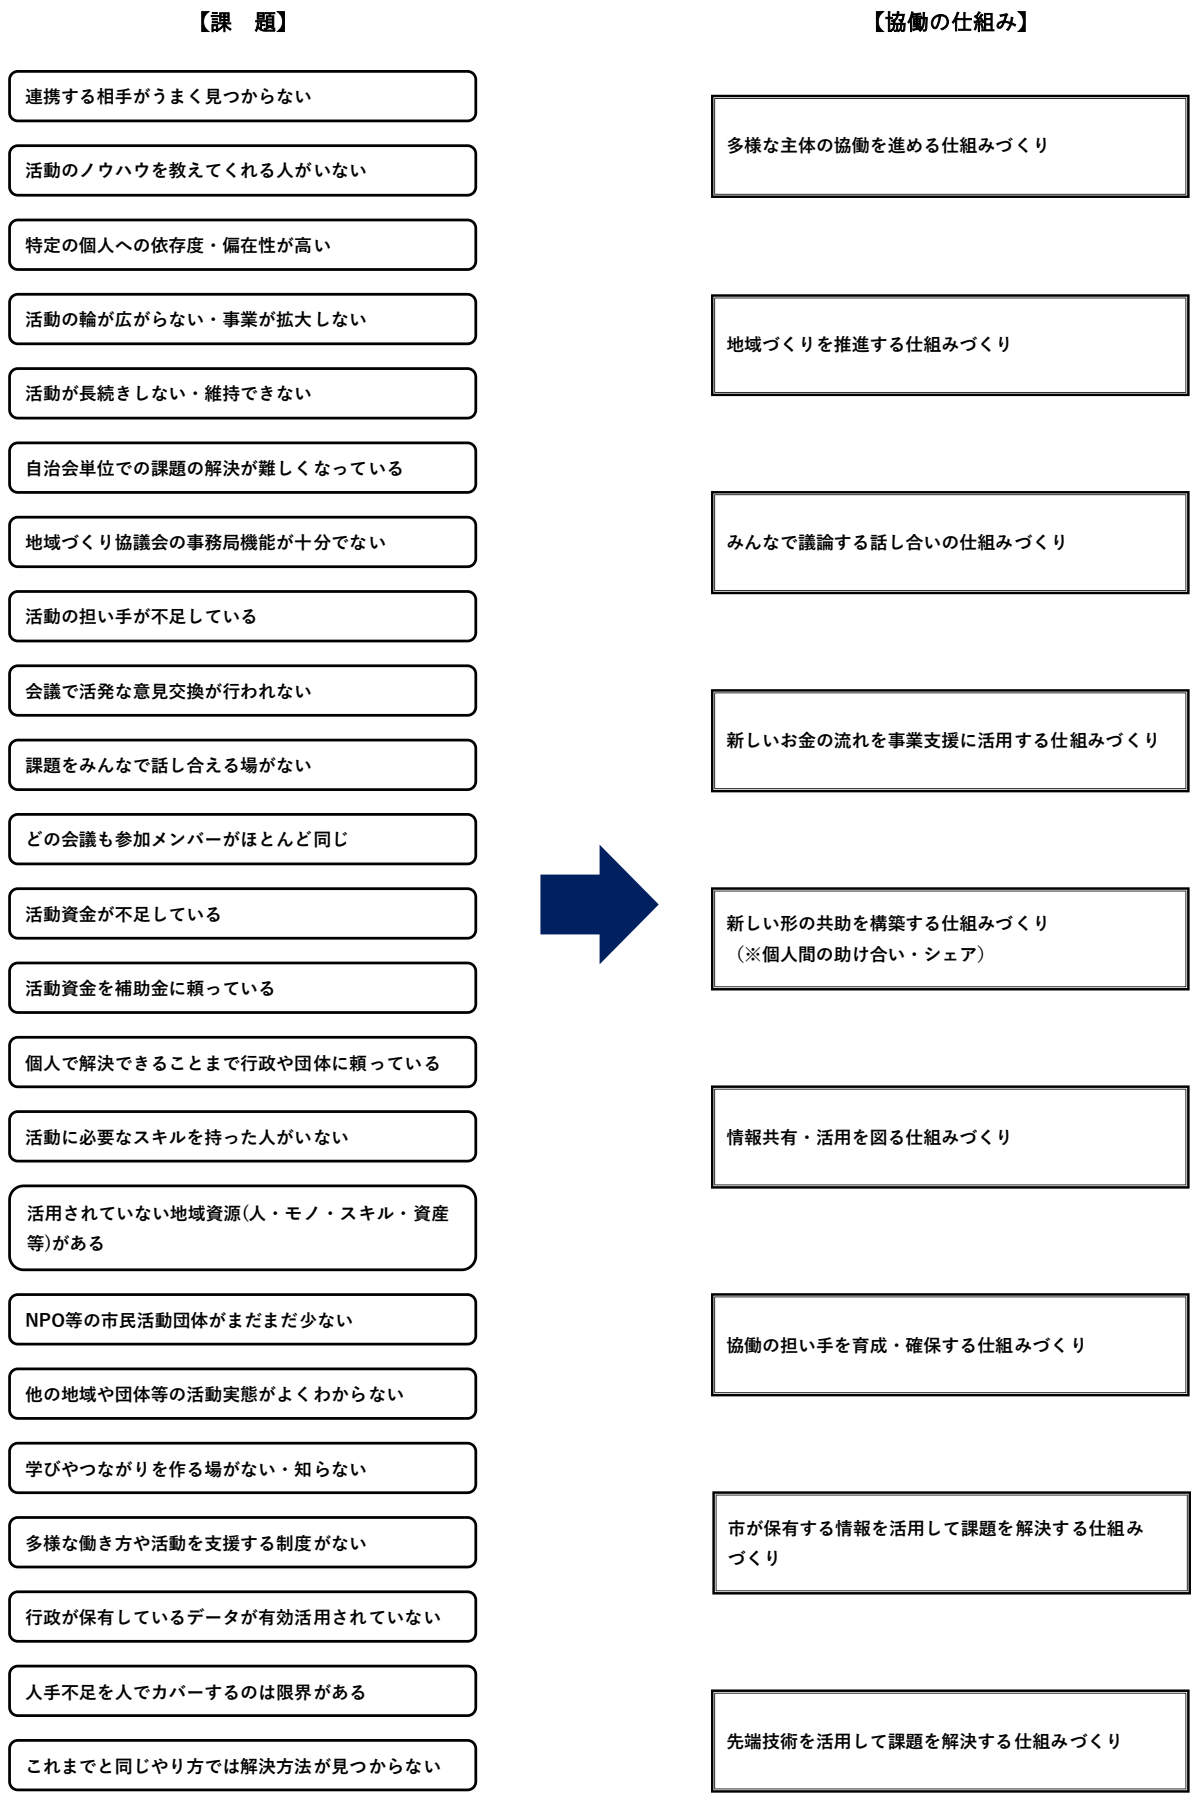 【課　題】
連携する相手がうまく見つからない
活動のノウハウを教えてくれる人がいない
特定の個人への依存度・偏在性が高い
活動の輪が広がらない・事業が拡大しない
活動が長続きしない・維持できない
自治会単位での課題の解決が難しくなっている
地域づくり協議会の事務局機能が十分でない
活動の担い手が不足している
会議で活発な意見交換が行われない
課題をみんなで話し合える場がない
どの会議も参加メンバーがほとんど同じ
活動資金が不足している
活動資金を補助金に頼っている
個人で解決できることまで行政や団体に頼っている
活動に必要なスキルを持った人がいない
活用されていない地域資源(人・モノ・スキル・資産
等)がある
NPO等の市民活動団体がまだまだ少ない
他の地域や団体等の活動実態がよくわからない
学びやつながりを作る場がない・知らない
多様な働き方や活動を支援する制度がない
行政が保有しているデータが有効活用されていない
人手不足を人でカバーするのは限界がある
これまでと同じやり方では解決方法が見つからない
【協働の仕組み】
多様な主体の協働を進める仕組みづくり
地域づくりを推進する仕組みづくり
みんなで議論する話し合いの仕組みづくり
新しいお金の流れを事業支援に活用する仕組みづくり
新しい形の共助を構築する仕組みづくり
（※個人間の助け合い・シェア）
情報共有・活用を図る仕組みづくり
協働の担い手を育成・確保する仕組みづくり
市が保有する情報を活用して課題を解決する仕組み
づくり
先端技術を活用して課題を解決する仕組みづくり